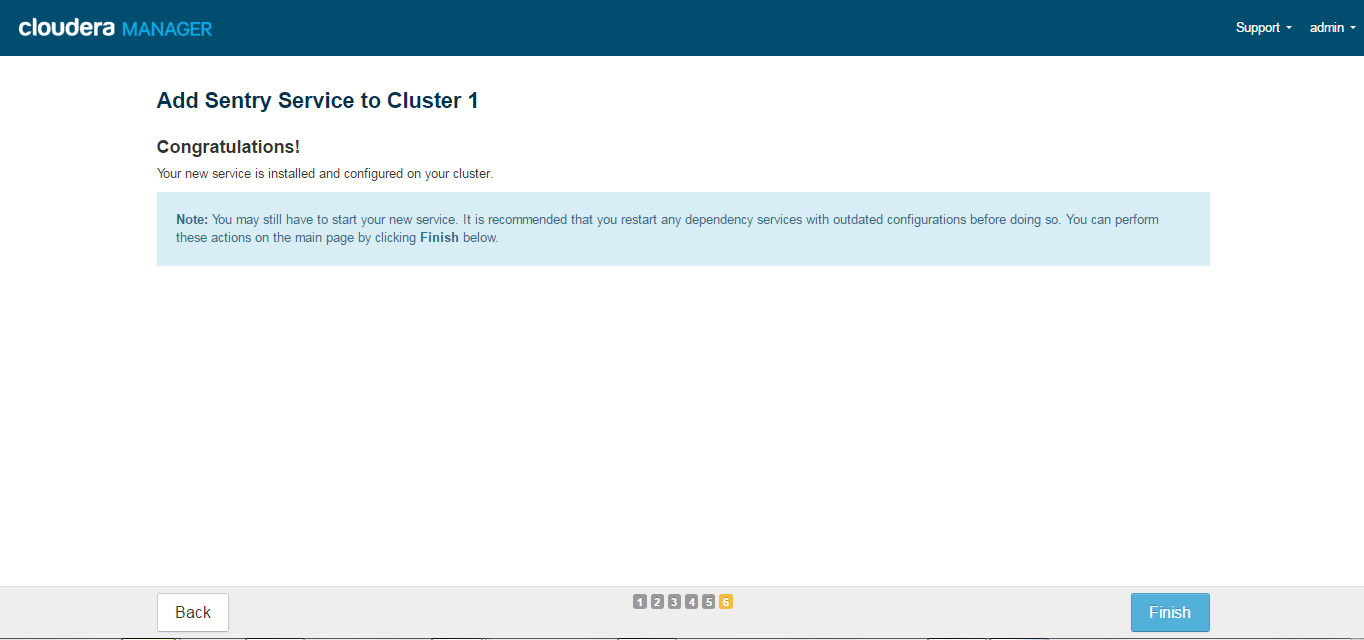 cloudera MANAGER
Support admin
Add Sentry Service to Cluster 1
Congratulations!
Your new service is installed and configured on your cluster.
Note: You may still have to start your new service. It is recommended that you restart any dependency services with outdated configurations before doing so. You can perform
these actions on the main page by clicking Finish below.
Back 1 2 3 4 5 6 Finish